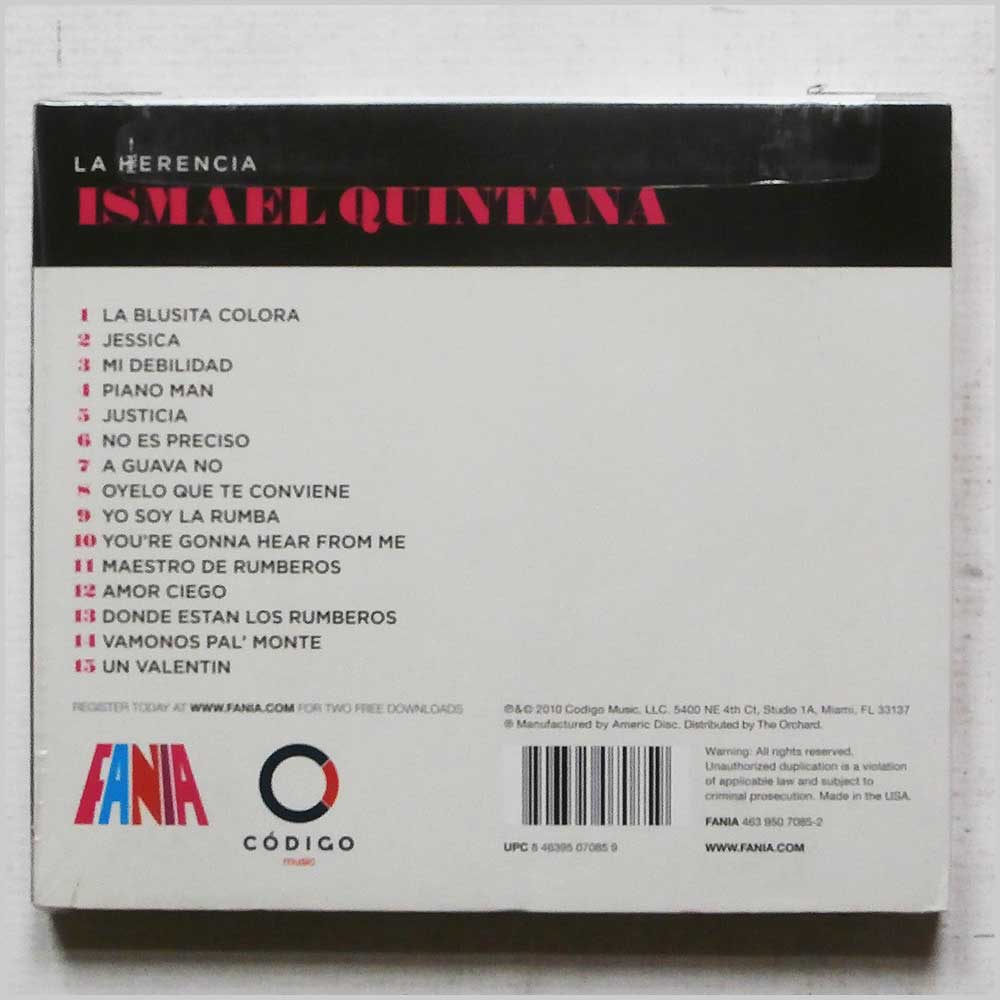 LA HERENCIA
ISMAEL QUINTANA
1 LA BLUSITA COLORA
2 JESSICA
3 MI DEBILIDAD
4 PIANO MAN
5 JUSTICIA
6 NO ES PRECISO
7 A GUAVA NO
8 OYELO QUE TE CONVIENE
9 YO SOY LA RUMBA
10 YOU'RE GONNA HEAR FROM ME
11 MAESTRO DE RUMBEROS
12 AMOR CIEGO
13 DONDE ESTAN LOS RUMBEROS
14 VAMONOS PAL' MONTE
15 UN VALENTIN
REGISTER TODAY AT WWW.FANIA.COM FOR TWO FREE DOWNLOADS
℗&© 2010 Codigo Music, LLC. 5400 NE 4th Ct, Studio 1A, Miami, FL 33137
® Manufactured by Americ Disc. Distributed by The Orchard.
FANIA
CÓDIGO
music
UPC 8 46395 07085 9
Warning: All rights reserved.
Unauthorized duplication is a violation
of applicable law and subject to
criminal prosecution. Made in the USA.
FANIA 463 950 7085-2
WWW.FANIA.COM